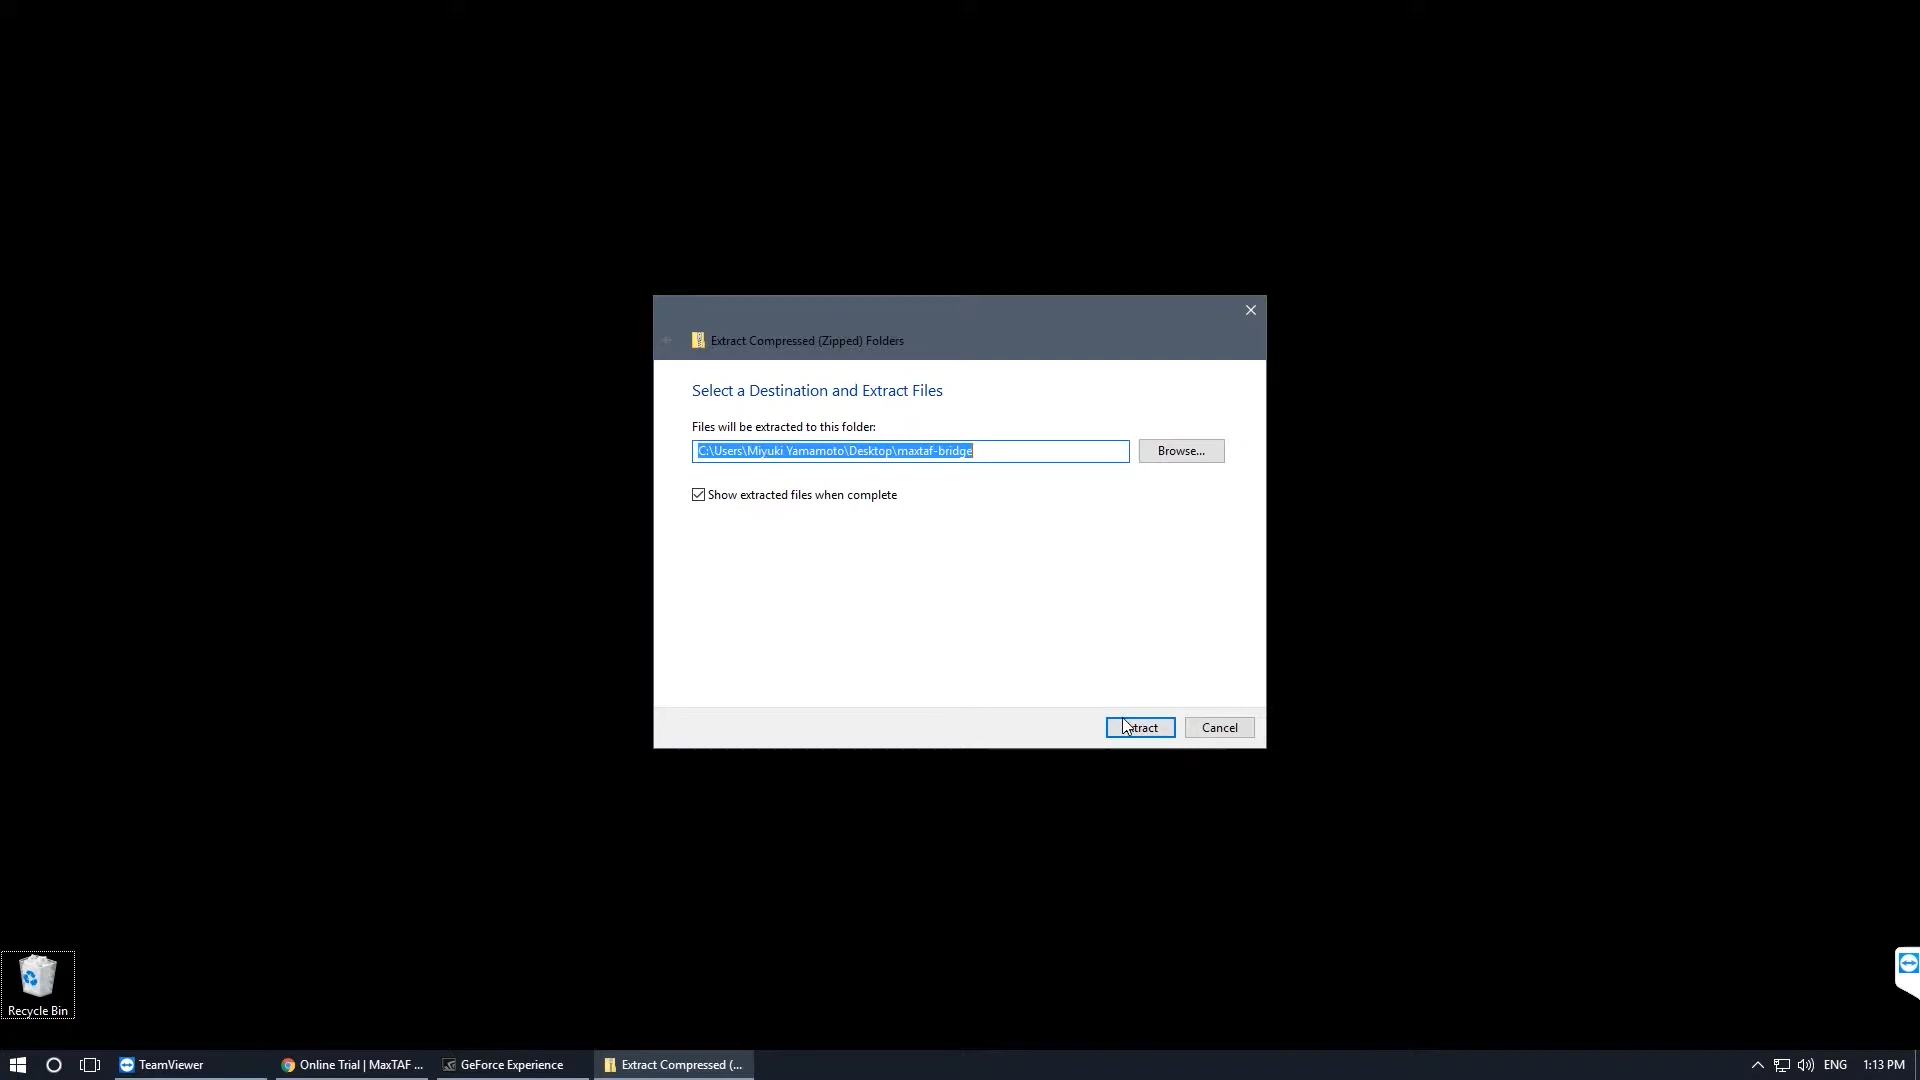 Extract Compressed (Zipped) Folders
Select a Destination and Extract Files
Files will be extracted to this folder:
C:\Users\Miyuki Yamamoto\Desktop\maxtaf-bridge
Browse...
Show extracted files when complete
tract
Cancel
Recycle Bin
TeamViewer
Online Trial | MaxTAF ...
GeForce Experience
Extract Compressed (...
ENG
1:13 PM